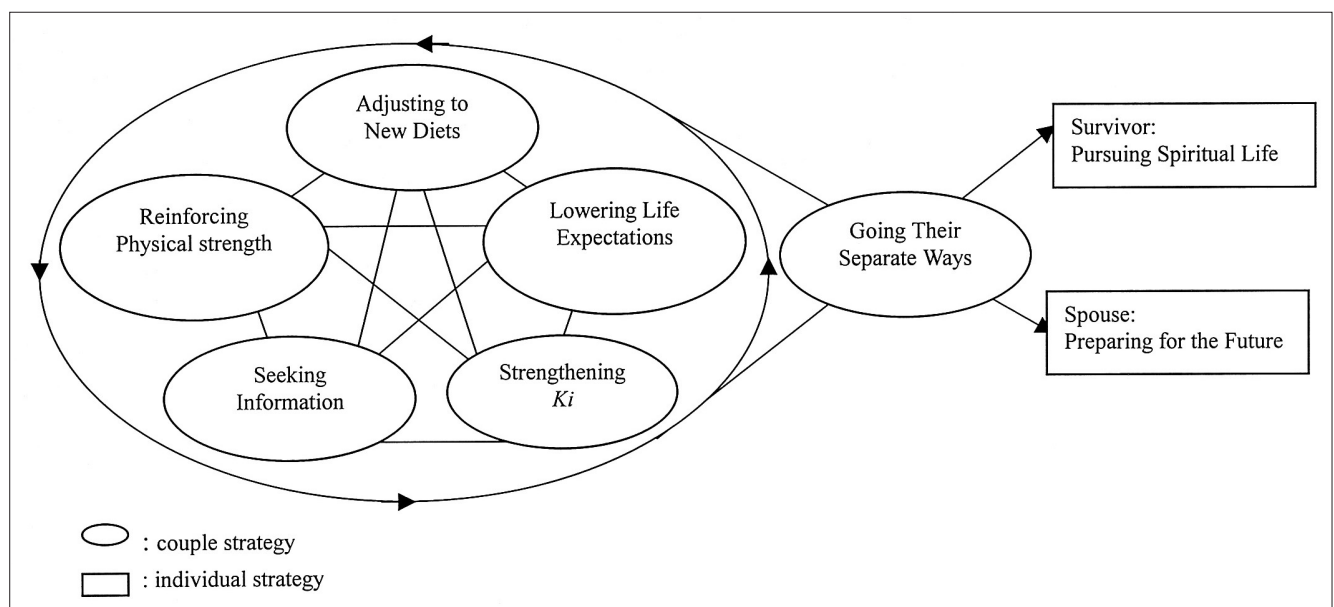 Adjusting to
New Diets
Reinforcing
Physical strength
Lowering Life
Expectations
Seeking
Information
Strengthening
Ki
Going Their
Separate Ways
Survivor:
Pursuing Spiritual Life
Spouse:
Preparing for the Future
: couple strategy
: individual strategy